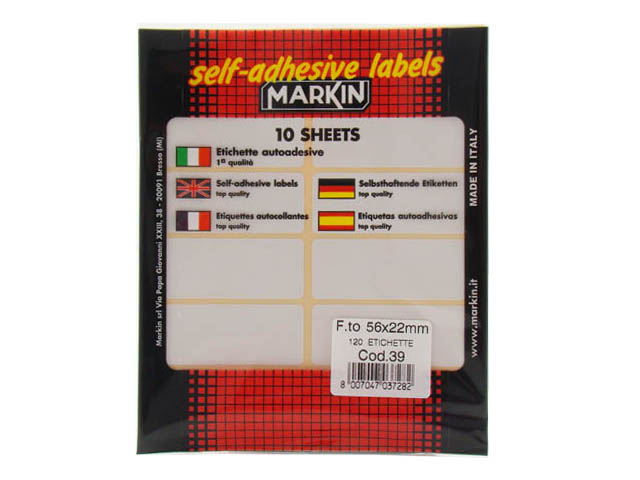 self-adhesive labels
MARKIN
10 SHEETS
Etichette autoadesive
1ª qualità
Self-adhesive labels
top quality
Selbsthaftende Etiketten
top quality
Etiquettes autocollantes
top quality
Etiquetas autoadhesivas
top quality
Markin srl Via Papa Giovanni XXIII, 38 - 20091 Bresso (MI)
MADE IN ITALY
www.markin.it
F.to 56x22mm
120 ETICHETTE
Cod.39
8 007047 037282